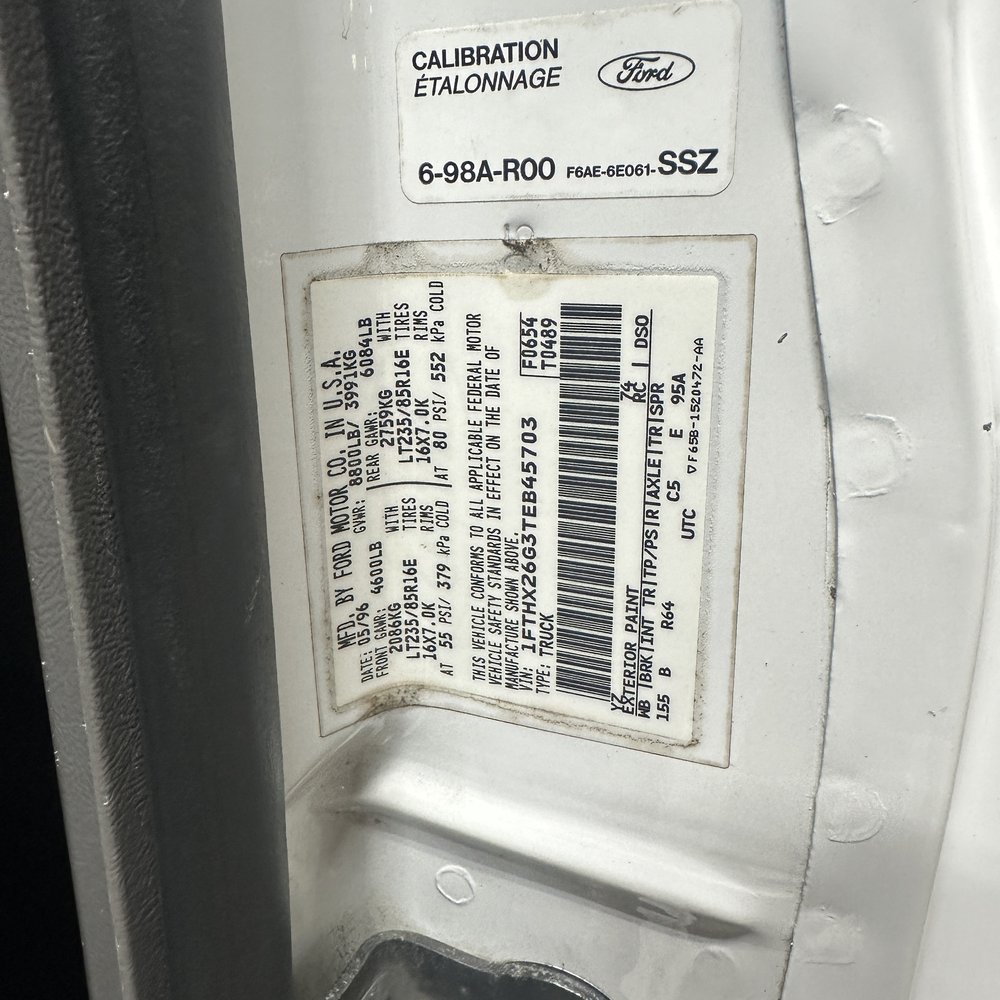 CALIBRATION
ÉTALONNAGE
Ford
6-98A-R00 F6AE-6E061-SSZ
MFD. BY FORD MOTOR CO. IN U.S.A.
DATE: 05/96 GVWR: 8800LB/ 3991KG
FRONT GAWR: 4600LB REAR GAWR: 6084LB
2086KG WITH 2759KG WITH
LT235/85R16E TIRES LT235/85R16E TIRES
16X7.0K RIMS 16X7.0K RIMS
AT 55 PSI/ 379 kPa COLD AT 80 PSI/ 552 kPa COLD
THIS VEHICLE CONFORMS TO ALL APPLICABLE FEDERAL MOTOR
VEHICLE SAFETY STANDARDS IN EFFECT ON THE DATE OF
MANUFACTURE SHOWN ABOVE.
VIN: 1FTHX26G3TEB45703 F0654
TYPE: TRUCK T0489
YZ 74
EXTERIOR PAINT RC DSO
WB BRK INT TR TP/PS R AXLE TR SPR
155 B R64 C5 E 95A
UTC ▽F65B-1520472-AA